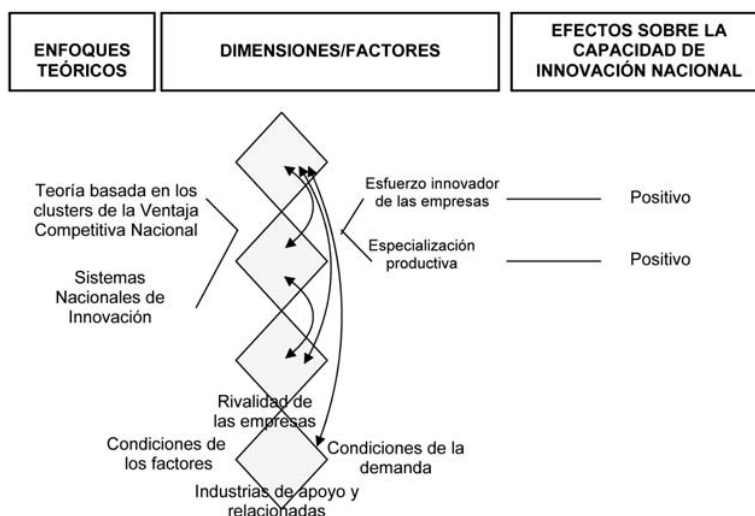 ENFOQUES
TEÓRICOS
DIMENSIONES/FACTORES
EFECTOS SOBRE LA
CAPACIDAD DE
INNOVACIÓN NACIONAL
Teoría basada en los
clusters de la Ventaja
Competitiva Nacional
Sistemas
Nacionales de
Innovación
Esfuerzo innovador
de las empresas
Positivo
Especialización
productiva
Positivo
Rivalidad de
las empresas
Condiciones de
los factores
Condiciones de la
demanda
Industrias de apoyo y
relacionadas